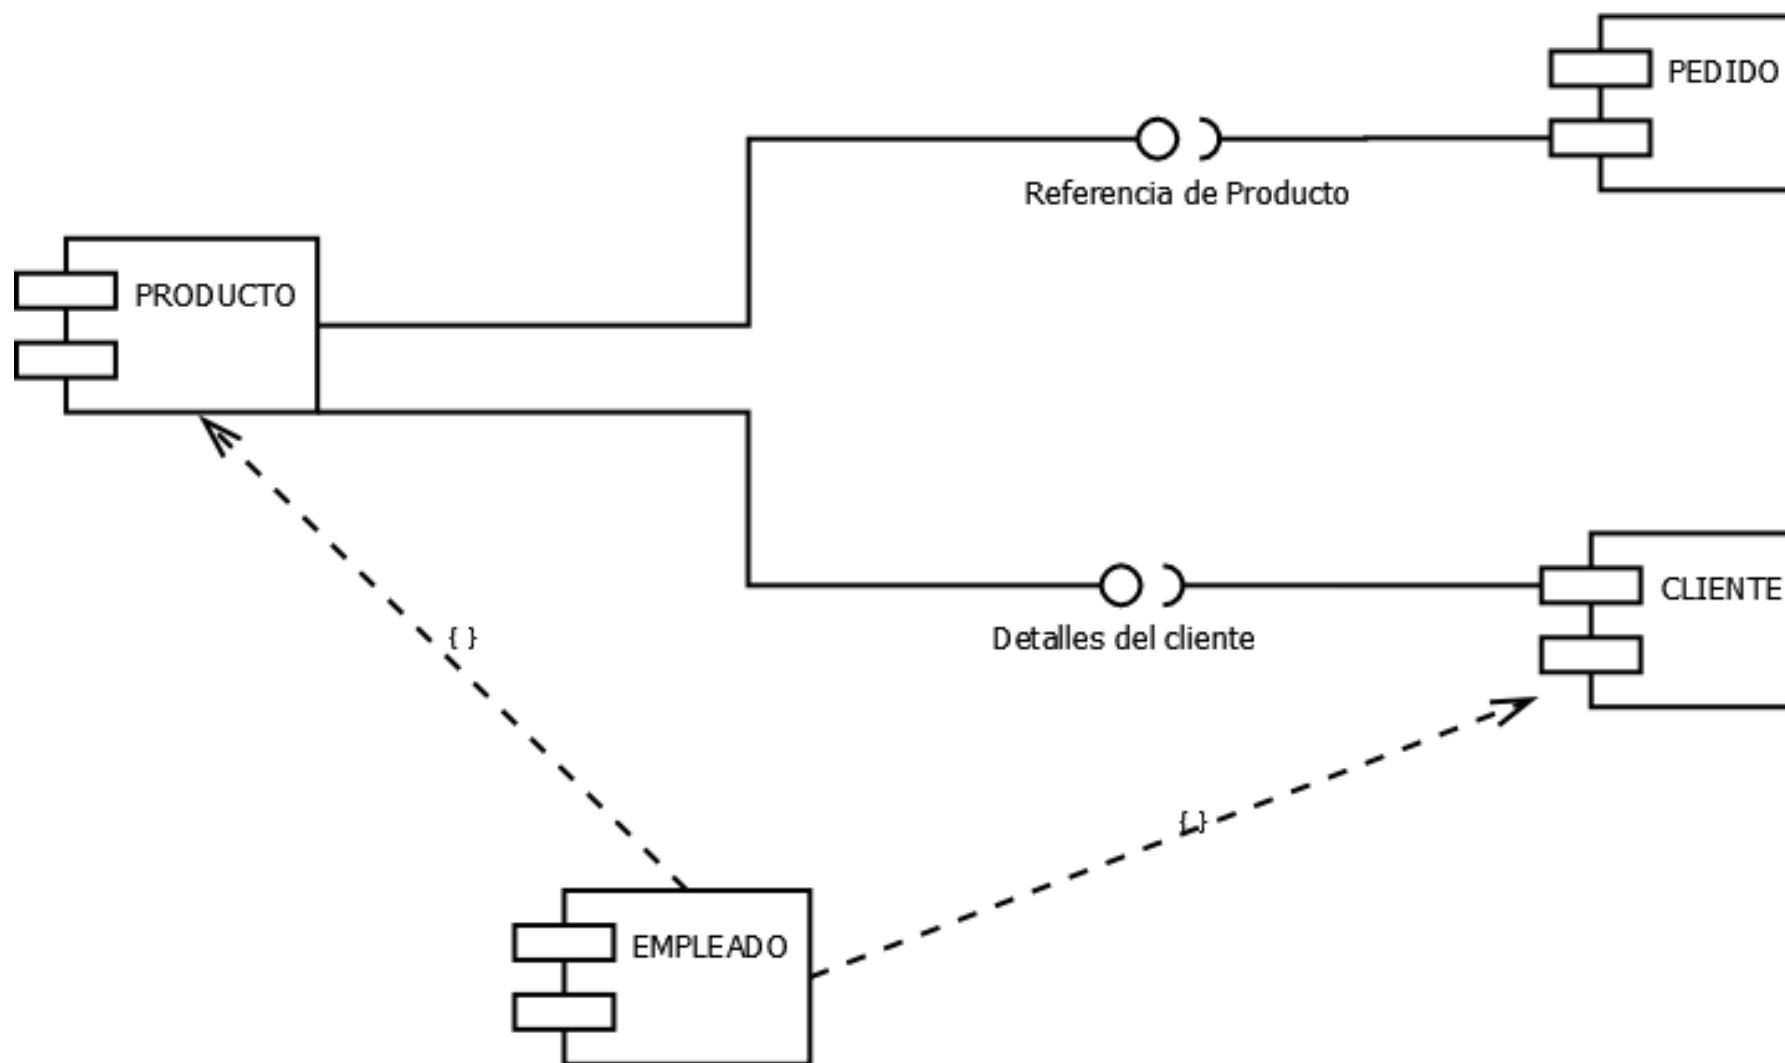 PEDIDO
Referencia de Producto
PRODUCTO
CLIENTE
Detalles del cliente
{ }
{ }
EMPLEADO